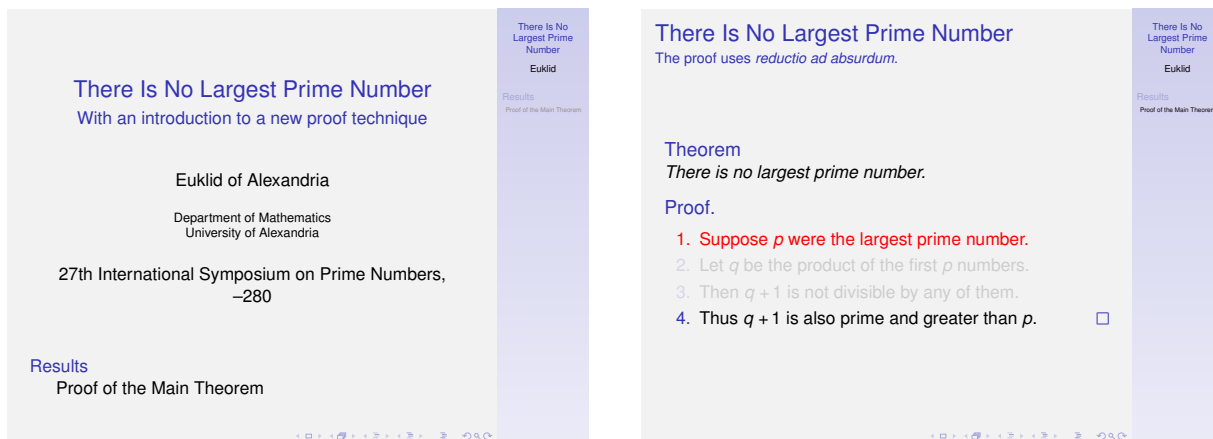 There Is No Largest Prime Number
With an introduction to a new proof technique
Euklid of Alexandria
Department of Mathematics
University of Alexandria
27th International Symposium on Prime Numbers,
–280
Results
Proof of the Main Theorem
There Is No
Largest Prime
Number
Euklid
Results
Proof of the Main Theorem
There Is No Largest Prime Number
The proof uses reductio ad absurdum.
Theorem
There is no largest prime number.
Proof.
1. Suppose p were the largest prime number.
2. Let q be the product of the first p numbers.
3. Then q + 1 is not divisible by any of them.
4. Thus q + 1 is also prime and greater than p.
There Is No
Largest Prime
Number
Euklid
Results
Proof of the Main Theorem